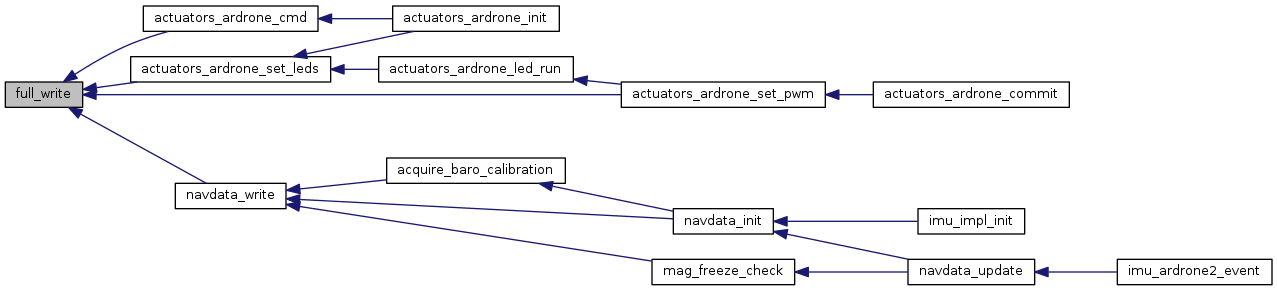 actuators_ardrone_cmd
actuators_ardrone_init
actuators_ardrone_set_leds
actuators_ardrone_led_run
full_write
actuators_ardrone_set_pwm
actuators_ardrone_commit
acquire_baro_calibration
navdata_write
navdata_init
imu_impl_init
mag_freeze_check
navdata_update
imu_ardrone2_event